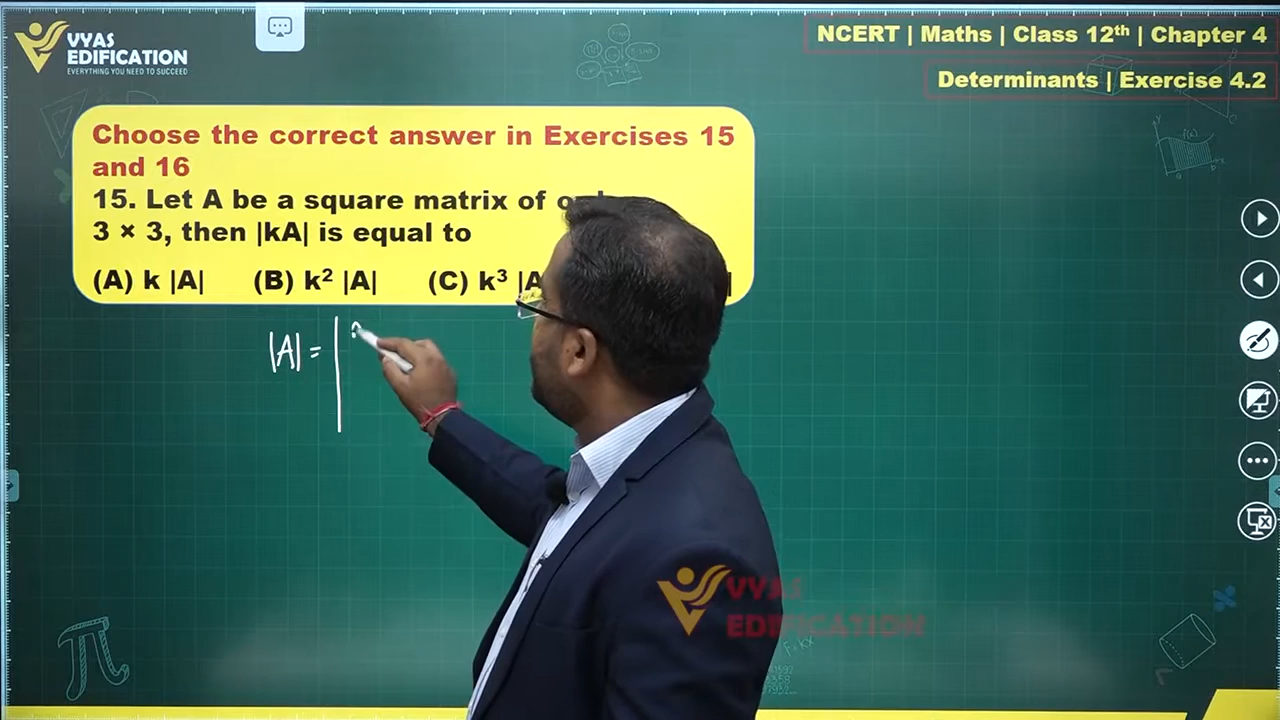 VYAS
EDIFICATION
EVERYTHING YOU NEED TO SUCCEED
NCERT | Maths | Class 12th | Chapter 4
Determinants | Exercise 4.2
Choose the correct answer in Exercises 15
and 16
15. Let A be a square matrix of
3 × 3, then |kA| is equal to
(A) k |A| (B) k² |A| (C) k³ |A
|A| =
VYAS
EDIFICATION